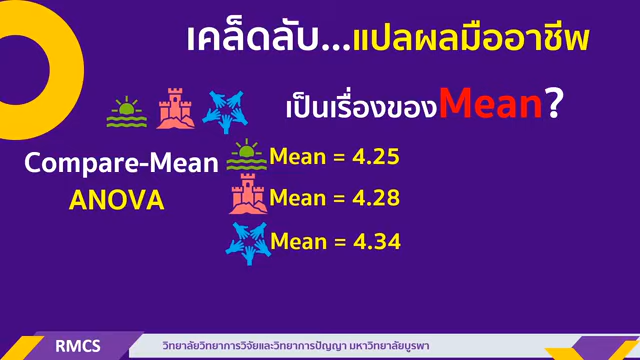 เคล็ดลับ...แปลผลมืออาชีพ
เป็นเรื่องของMean?
Compare-Mean
ANOVA
Mean = 4.25
Mean = 4.28
Mean = 4.34
RMCS
วิทยาลัยวิทยาการวิจัยและวิทยาการปัญญา มหาวิทยาลัยบูรพา